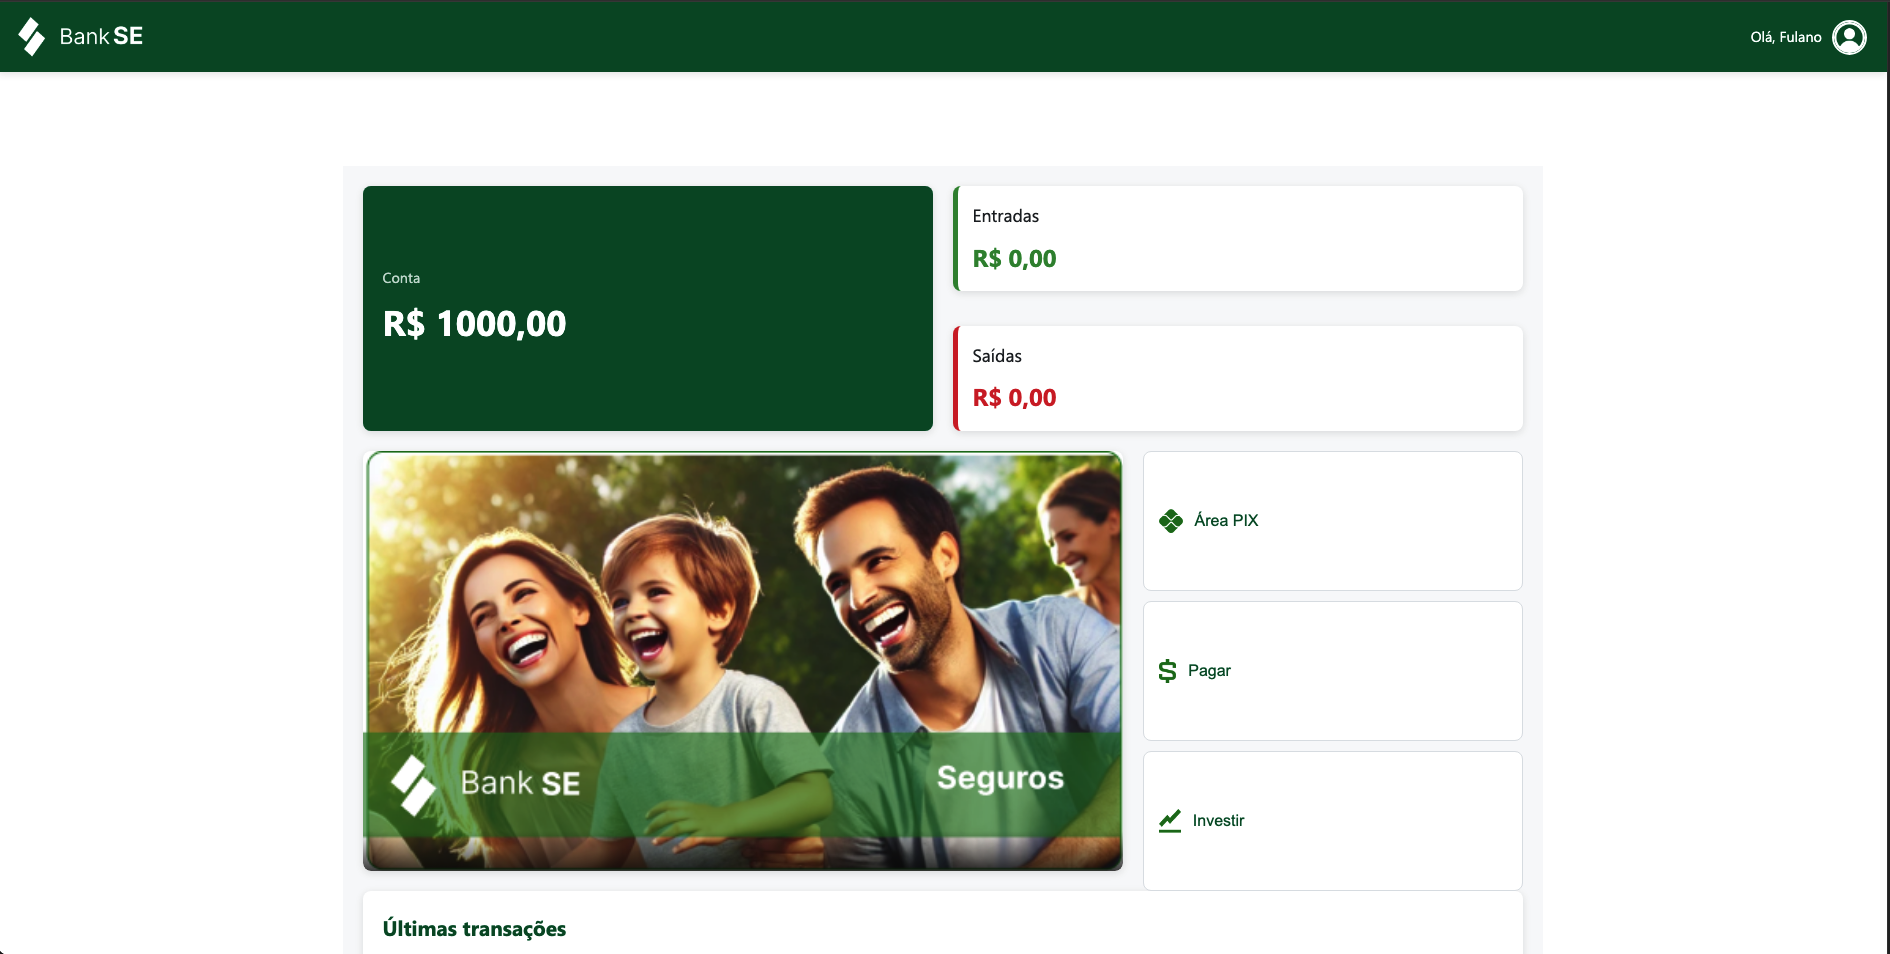 Bank SE
Olá, Fulano
Conta
R$ 1000,00
Entradas
R$ 0,00
Saídas
R$ 0,00
Bank SE
Seguros
Área PIX
Pagar
Investir
Últimas transações